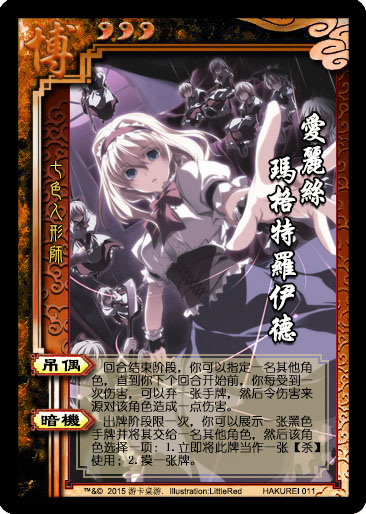 博
七色人形師
愛麗絲
瑪格特羅伊德
吊偶
回合结束阶段，你可以指定一名其他角
色，直到你下个回合开始前，你每受到一
次伤害，可以弃一张手牌，然后令伤害来
源对该角色造成一点伤害。
暗機
出牌阶段限一次，你可以展示一张黑色
手牌并将其交给一名其他角色，然后该角
色选择一项：1.立即将此牌当作一张【杀】
使用；2.摸一张牌。
™&© 2015 游卡桌游. Illustration:LittleRed HAKUREI 011